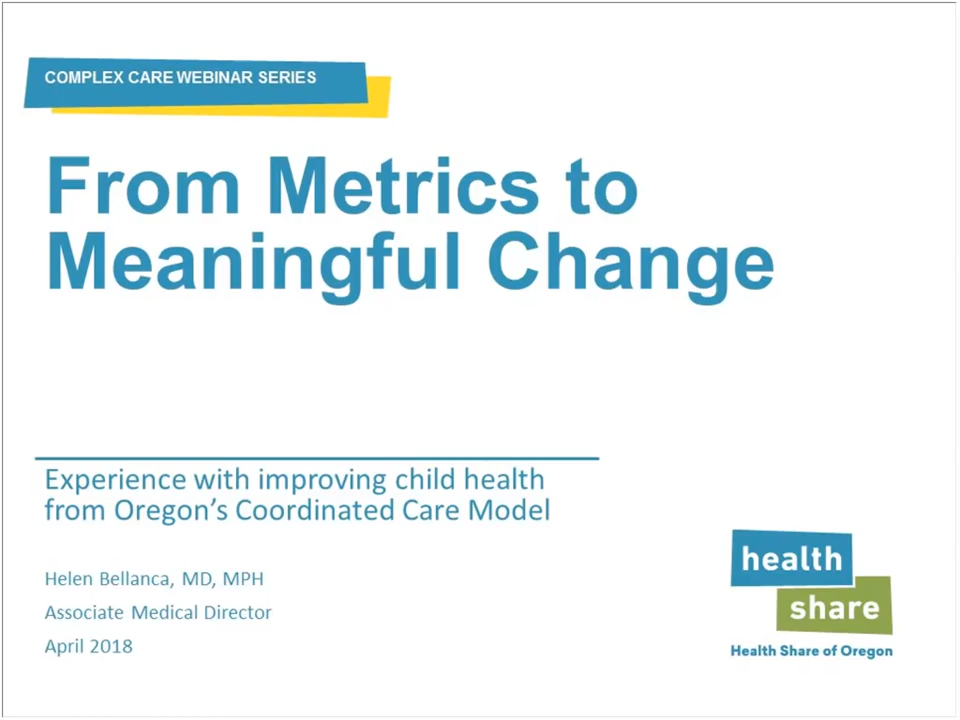 COMPLEX CARE WEBINAR SERIES
From Metrics to
Meaningful Change
Experience with improving child health
from Oregon’s Coordinated Care Model
Helen Bellanca, MD, MPH
Associate Medical Director
April 2018
health
share
Health Share of Oregon